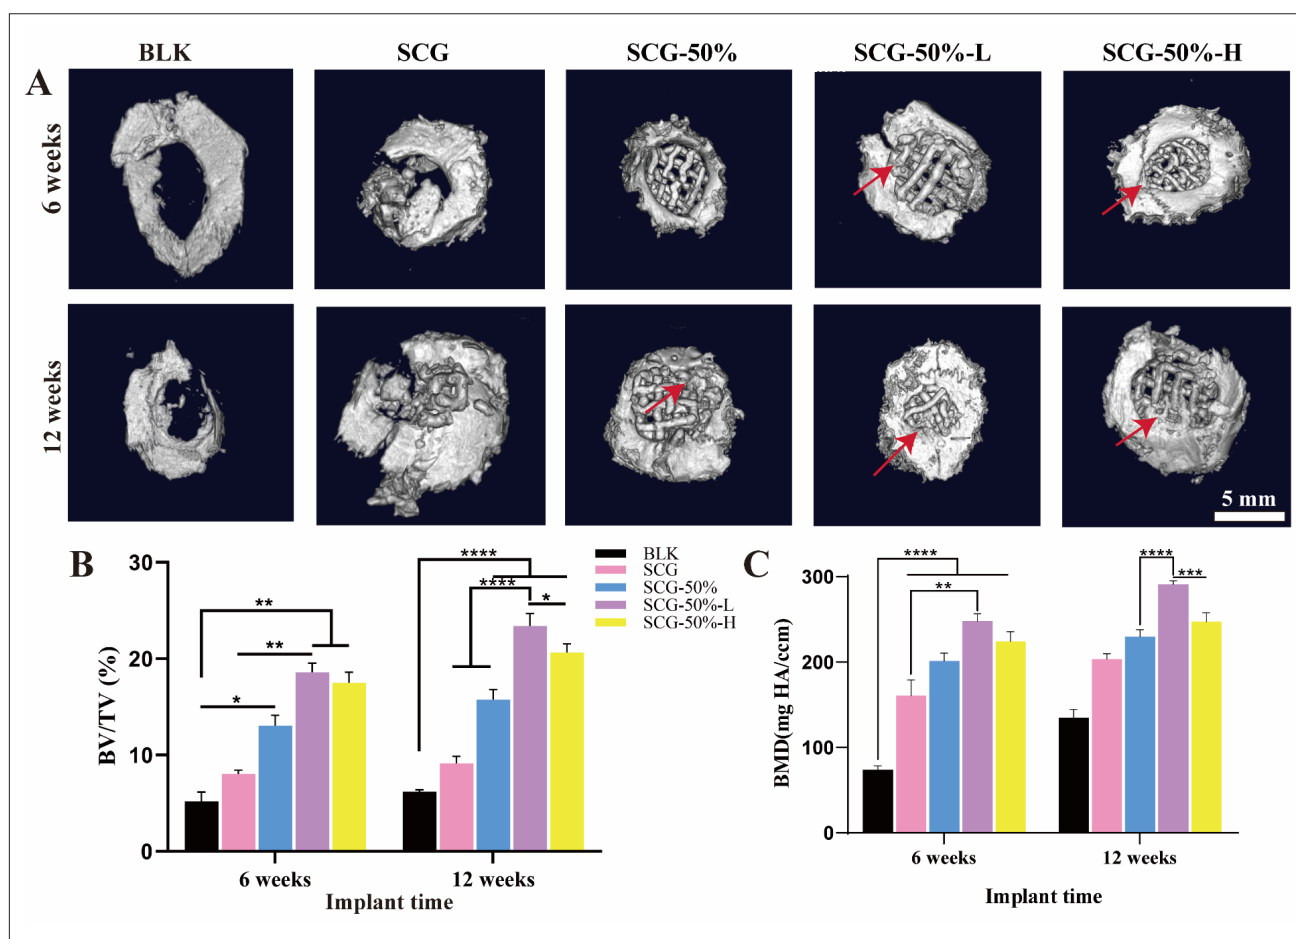 BLK SCG SCG-50% SCG-50%-L SCG-50%-H
A
6 weeks
12 weeks
5 mm
B
BV/TV (%)
30
20
10
0
**
**
*
****
****
*
6 weeks 12 weeks
Implant time
BLK
SCG
SCG-50%
SCG-50%-L
SCG-50%-H
C
BMD(mg HA/ccm)
300
200
100
0
****
**
****
***
6 weeks 12 weeks
Implant time